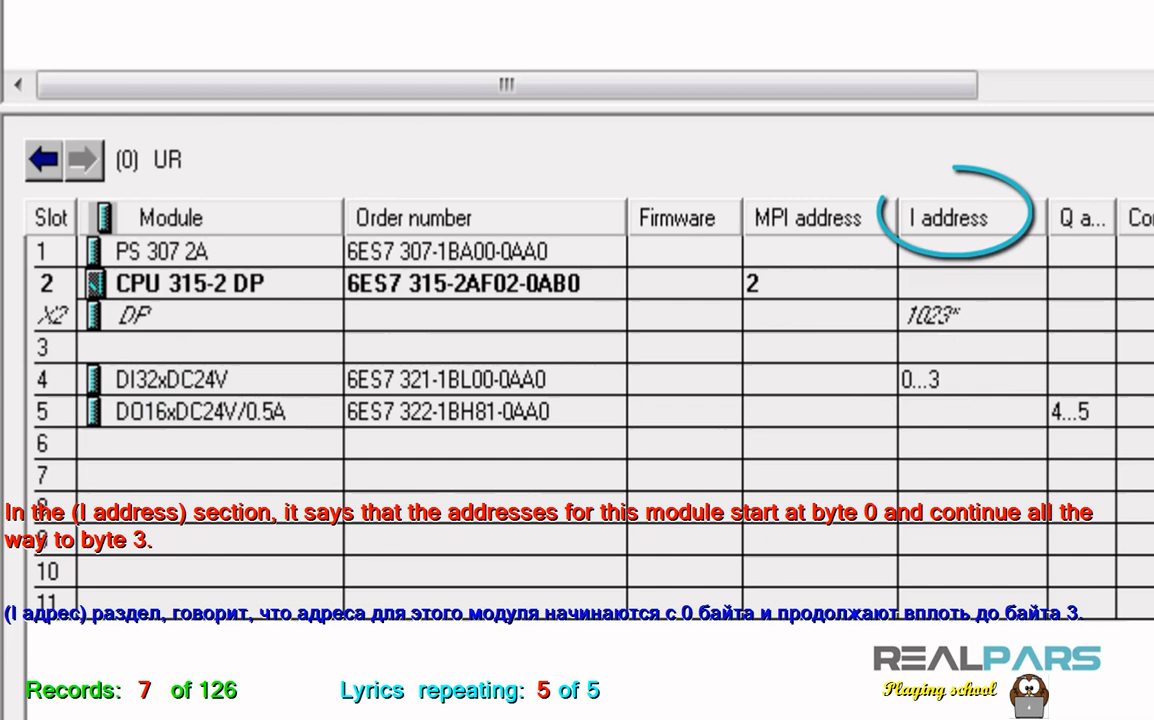 (0) UR
Slot Module Order number Firmware MPI address I address Q a... Co
1 PS 307 2A 6ES7 307-1BA00-0AA0
2 CPU 315-2 DP 6ES7 315-2AF02-0AB0 2
X2 DP 1023*
3
4 DI32xDC24V 6ES7 321-1BL00-0AA0 0...3
5 DO16xDC24V/0.5A 6ES7 322-1BH81-0AA0 4...5
6
7
8
In the (I address) section, it says that the addresses for this module start at byte 0 and continue all the
9
way to byte 3.
10
11
(I адрес) раздел, говорит, что адреса для этого модуля начинаются с 0 байта и продолжают вплоть до байта 3.
REALPARS
Records: 7 of 126 Lyrics repeating: 5 of 5 Playing school